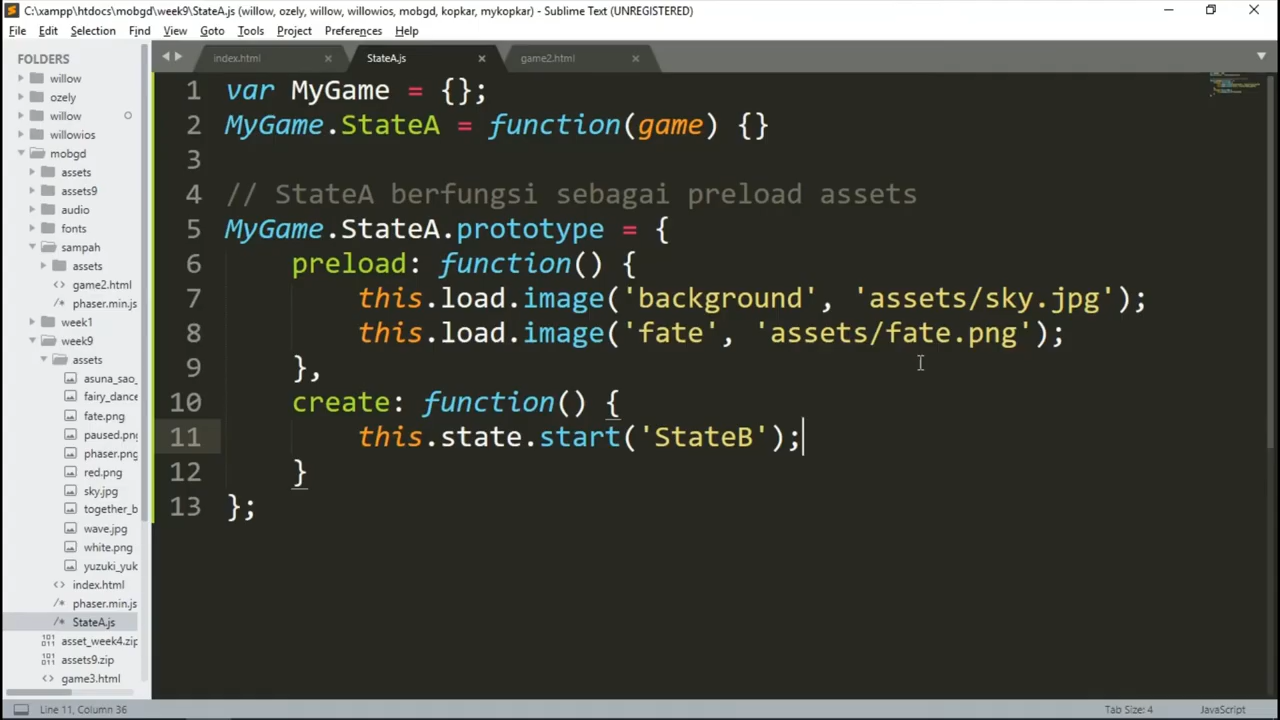 C:\xampp\htdocs\mobgd\week9\StateA.js (willow, ozely, willow, willowios, mobgd, kopkar, mykopkar) - Sublime Text (UNREGISTERED)
File Edit Selection Find View Goto Tools Project Preferences Help
FOLDERS
willow
ozely
willow
willowios
mobgd
assets
assets9
audio
fonts
sampah
assets
game2.html
phaser.min.js
week1
week9
assets
asuna_sao_
fairy_dance
fate.png
paused.png
phaser.png
red.png
sky.jpg
together_b
wave.jpg
white.png
yuzuki_yuk
index.html
phaser.min.js
StateA.js
asset_week4.zip
assets9.zip
game3.html
index.html StateA.js game2.html
1 var MyGame = {};
2 MyGame.StateA = function(game) {}
3
4 // StateA berfungsi sebagai preload assets
5 MyGame.StateA.prototype = {
6 preload: function() {
7 this.load.image('background', 'assets/sky.jpg');
8 this.load.image('fate', 'assets/fate.png');
9 },
10 create: function() {
11 this.state.start('StateB');
12 }
13 };
Line 11, Column 36 Tab Size: 4 JavaScript